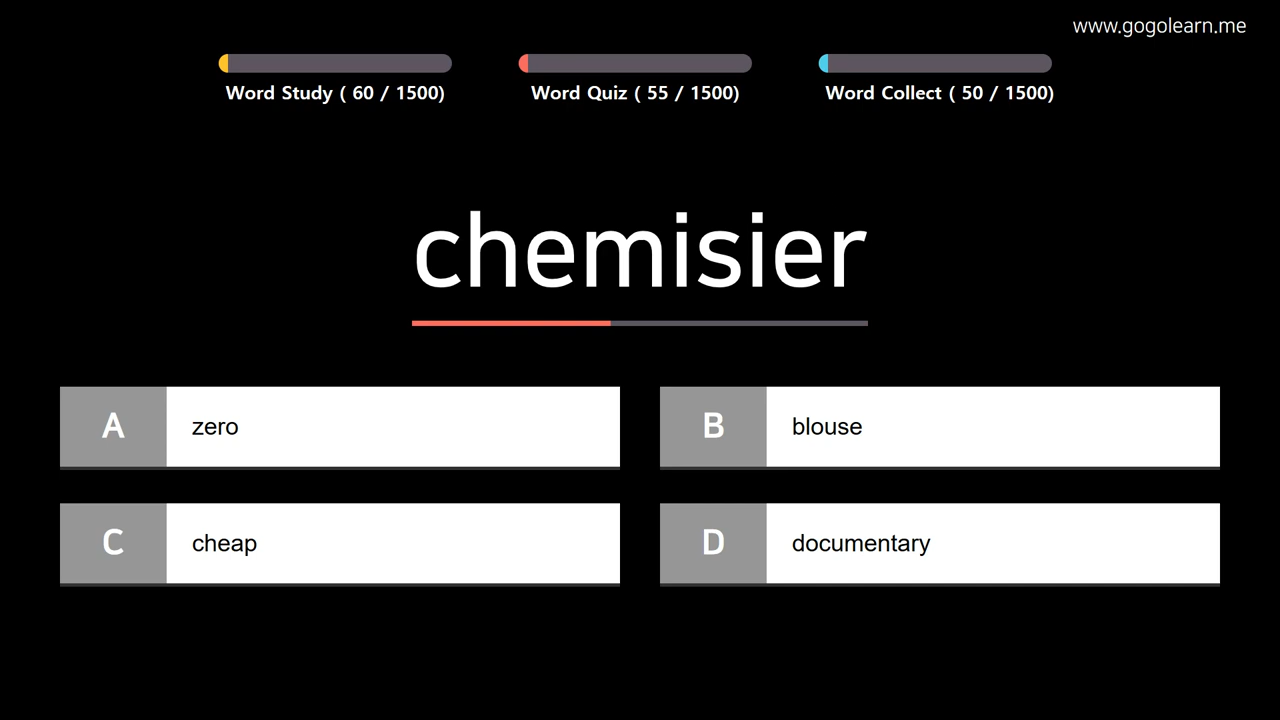 www.gogolearn.me
Word Study ( 60 / 1500)
Word Quiz ( 55 / 1500)
Word Collect ( 50 / 1500)
chemisier
A zero
B blouse
C cheap
D documentary